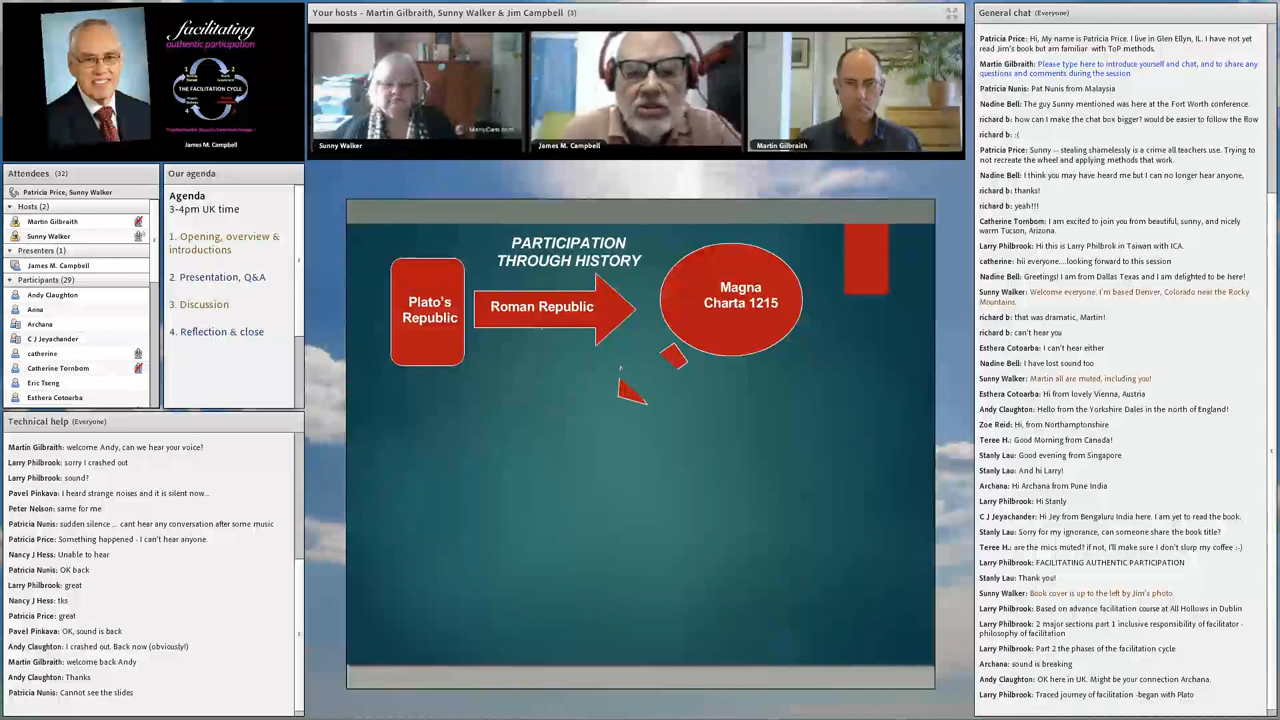 facilitating
authentic participation
THE FACILITATION CYCLE
James M. Campbell
Your hosts - Martin Gilbraith, Sunny Walker & Jim Campbell (3)
ManyCam.com
Sunny Walker
James M. Campbell
Martin Gilbraith
Attendees (32)
Patricia Price, Sunny Walker
Hosts (2)
Martin Gilbraith
Sunny Walker
Presenters (1)
James M. Campbell
Participants (29)
Andy Claughton
Anna
Archana
C J Jeyachander
catherine
Catherine Tornbom
Eric Tseng
Esthera Cotoarba
Our agenda
Agenda
3-4pm UK time
1. Opening, overview &
introductions
2. Presentation, Q&A
3. Discussion
4. Reflection & close
Technical help (Everyone)
Martin Gilbraith: welcome Andy, can we hear your voice?
Larry Philbrook: sorry I crashed out
Larry Philbrook: sound?
Pavel Pinkava: I heard strange noises and it is silent now...
Peter Nelson: same for me
Patricia Nunis: sudden silence ... cant hear any conversation after some music
Patricia Price: Something happened - I can't hear anyone.
Nancy J Hess: Unable to hear
Patricia Nunis: OK back
Larry Philbrook: great
Nancy J Hess: tks
Patricia Price: great
Pavel Pinkava: OK, sound is back
Andy Claughton: I crashed out. Back now (obviously!)
Martin Gilbraith: welcome back Andy
Andy Claughton: Thanks
Patricia Nunis: Cannot see the slides
PARTICIPATION
THROUGH HISTORY
Plato's
Republic
Roman Republic
Magna
Charta 1215
General chat (Everyone)
Patricia Price: Hi, My name is Patricia Price. I live in Glen Ellyn, IL. I have not yet
read Jim's book but am familiar with ToP methods.
Martin Gilbraith: Please type here to introduce yourself and chat, and to share any
questions and comments during the session
Patricia Nunis: Pat Nunis from Malaysia
Nadine Bell: The guy Sunny mentioned was here at the Fort Worth conference.
richard b: how can I make the chat box bigger? would be easier to follow the flow
richard b: :(
Patricia Price: Sunny -- stealing shamelessly is a crime all teachers use. Trying to
not recreate the wheel and applying methods that work.
Nadine Bell: I think you may have heard me but I can no longer hear anyone,
richard b: thanks!
richard b: yeah!!!
Catherine Tornbom: I am excited to join you from beautiful, sunny, and nicely
warm Tucson, Arizona.
Larry Philbrook: Hi this is Larry Philbrok in Taiwan with ICA.
catherine: hii everyone....looking forward to this session
Nadine Bell: Greetings! I am from Dallas Texas and I am delighted to be here!
Sunny Walker: Welcome everyone. I'm based Denver, Colorado near the Rocky
Mountains.
richard b: that was dramatic, Martin!
richard b: can't hear you
Esthera Cotoarba: I can't hear either
Nadine Bell: I have lost sound too
Sunny Walker: Martin all are muted, including you!
Esthera Cotoarba: Hi from lovely Vienna, Austria
Andy Claughton: Hello from the Yorkshire Dales in the north of England!
Zoe Reid: Hi, from Northamptonshire
Teree H.: Good Morning from Canada!
Stanly Lau: Good evening from Singapore
Stanly Lau: And hi Larry!
Archana: Hi Archana from Pune India
Larry Philbrook: Hi Stanly
C J Jeyachander: Hi Jey from Bengaluru India here. I am yet to read the book.
Stanly Lau: Sorry for my ignorance, can someone share the book title?
Teree H.: are the mics muted? if not, I'll make sure I don't slurp my coffee :-)
Larry Philbrook: FACILITATING AUTHENTIC PARTICIPATION
Stanly Lau: Thank you!
Sunny Walker: Book cover is up to the left by Jim's photo.
Larry Philbrook: Based on advance facilitation course at All Hollows in Dublin
Larry Philbrook: 2 major sections part 1 inclusive responsibility of facilitator -
philosophy of facilitation
Larry Philbrook: Part 2 the phases of the facilitation cycle
Archana: sound is breaking
Andy Claughton: OK here in UK. Might be your connection Archana.
Larry Philbrook: Traced journey of facilitation -began with Plato